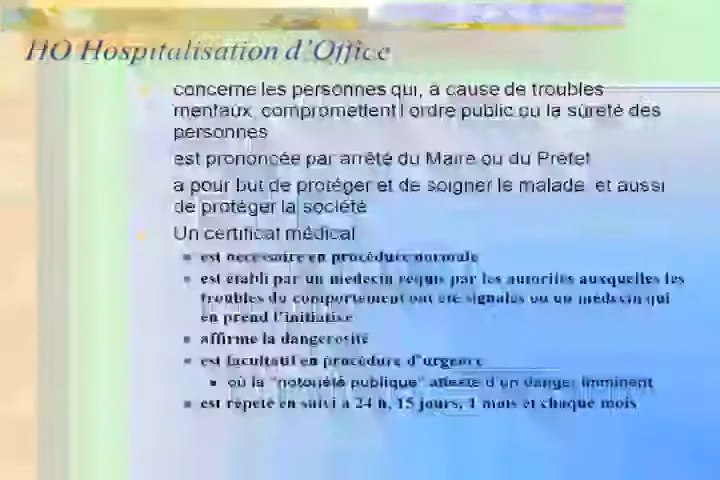 HO Hospitalisation d'Office
concerne les personnes qui, à cause de troubles
mentaux, compromettent l'ordre public ou la sûreté des
personnes
est prononcée par arrêté du Maire ou du Préfet
a pour but de protéger et de soigner le malade, et aussi
de protéger la société
Un certificat médical
est nécessaire en procédure normale
est établi par un médecin requis par les autorités auxquelles les
troubles du comportement ont été signalés ou un médecin qui
en prend l'initiative
affirme la dangerosité
est facultatif en procédure d'urgence
où la "notoriété publique" atteste d'un danger imminent
est répété en suivi à 24 h, 15 jours, 1 mois et chaque mois